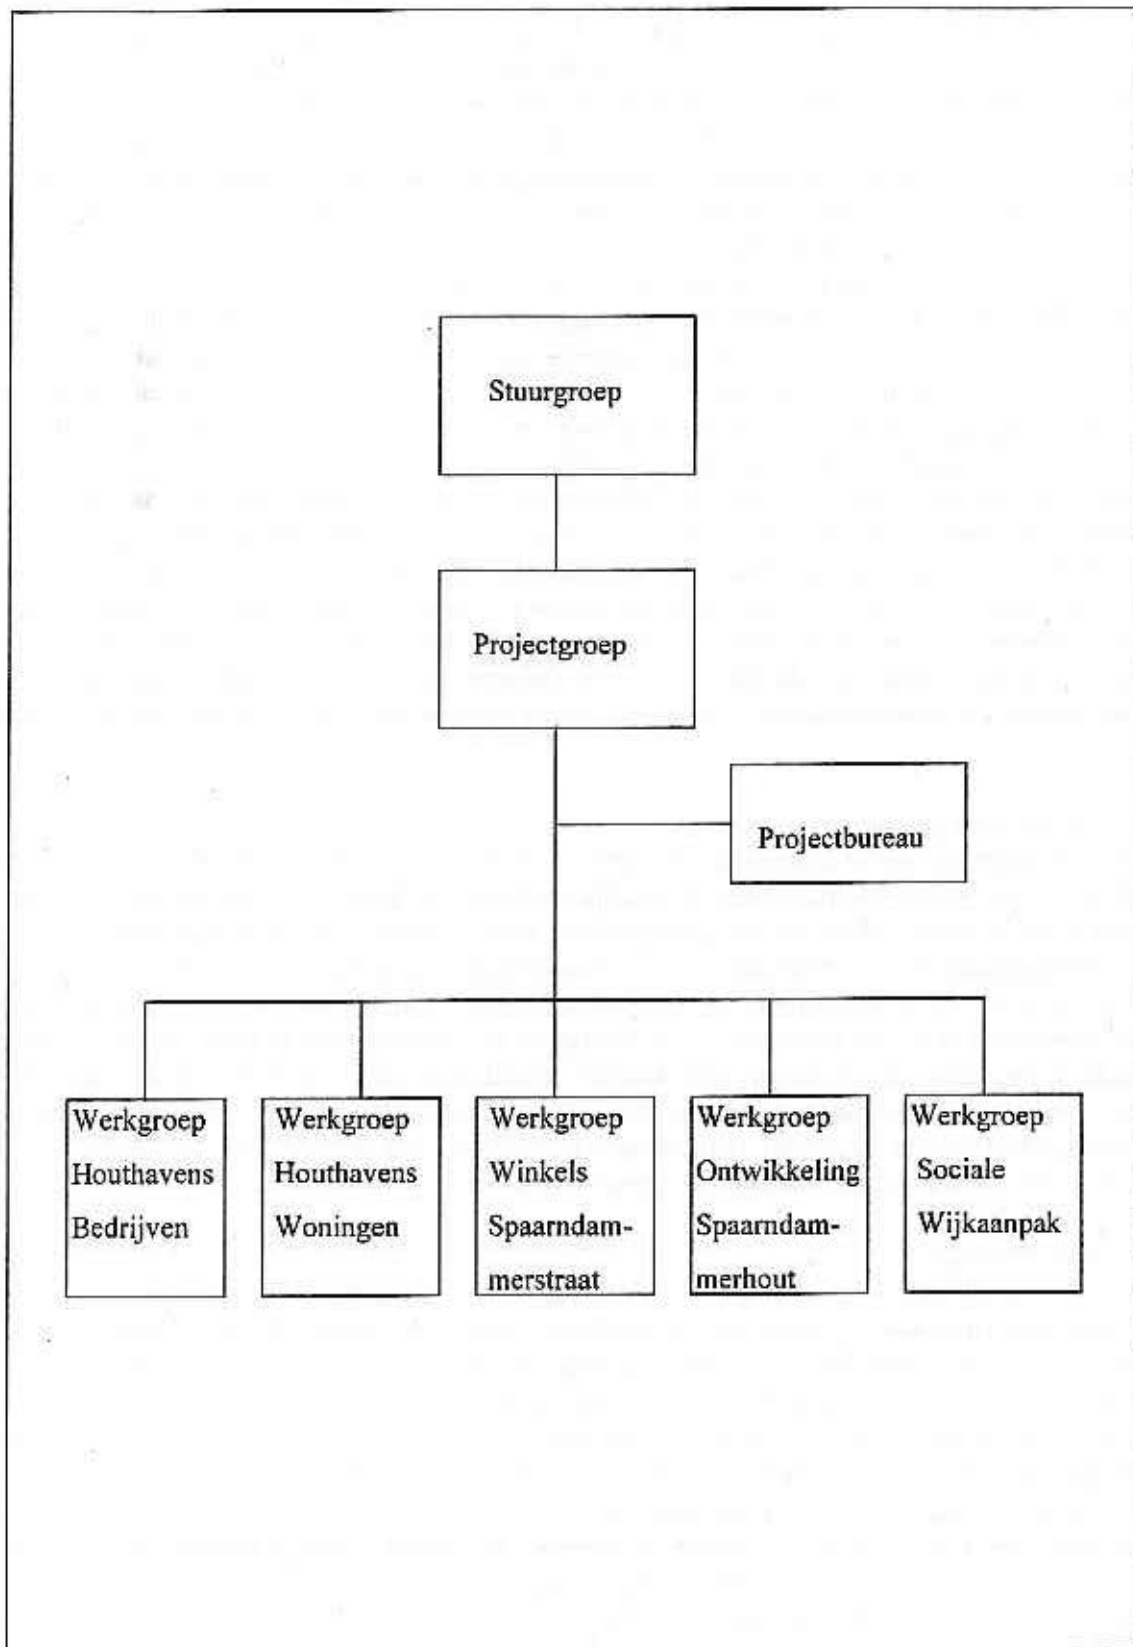 Stuurgroep
Projectgroep
Projectbureau
Werkgroep
Houthavens
Bedrijven
Werkgroep
Houthavens
Woningen
Werkgroep
Winkels
Spaarndam-
merstraat
Werkgroep
Ontwikkeling
Spaarndam-
merhout
Werkgroep
Sociale
Wijkaanpak